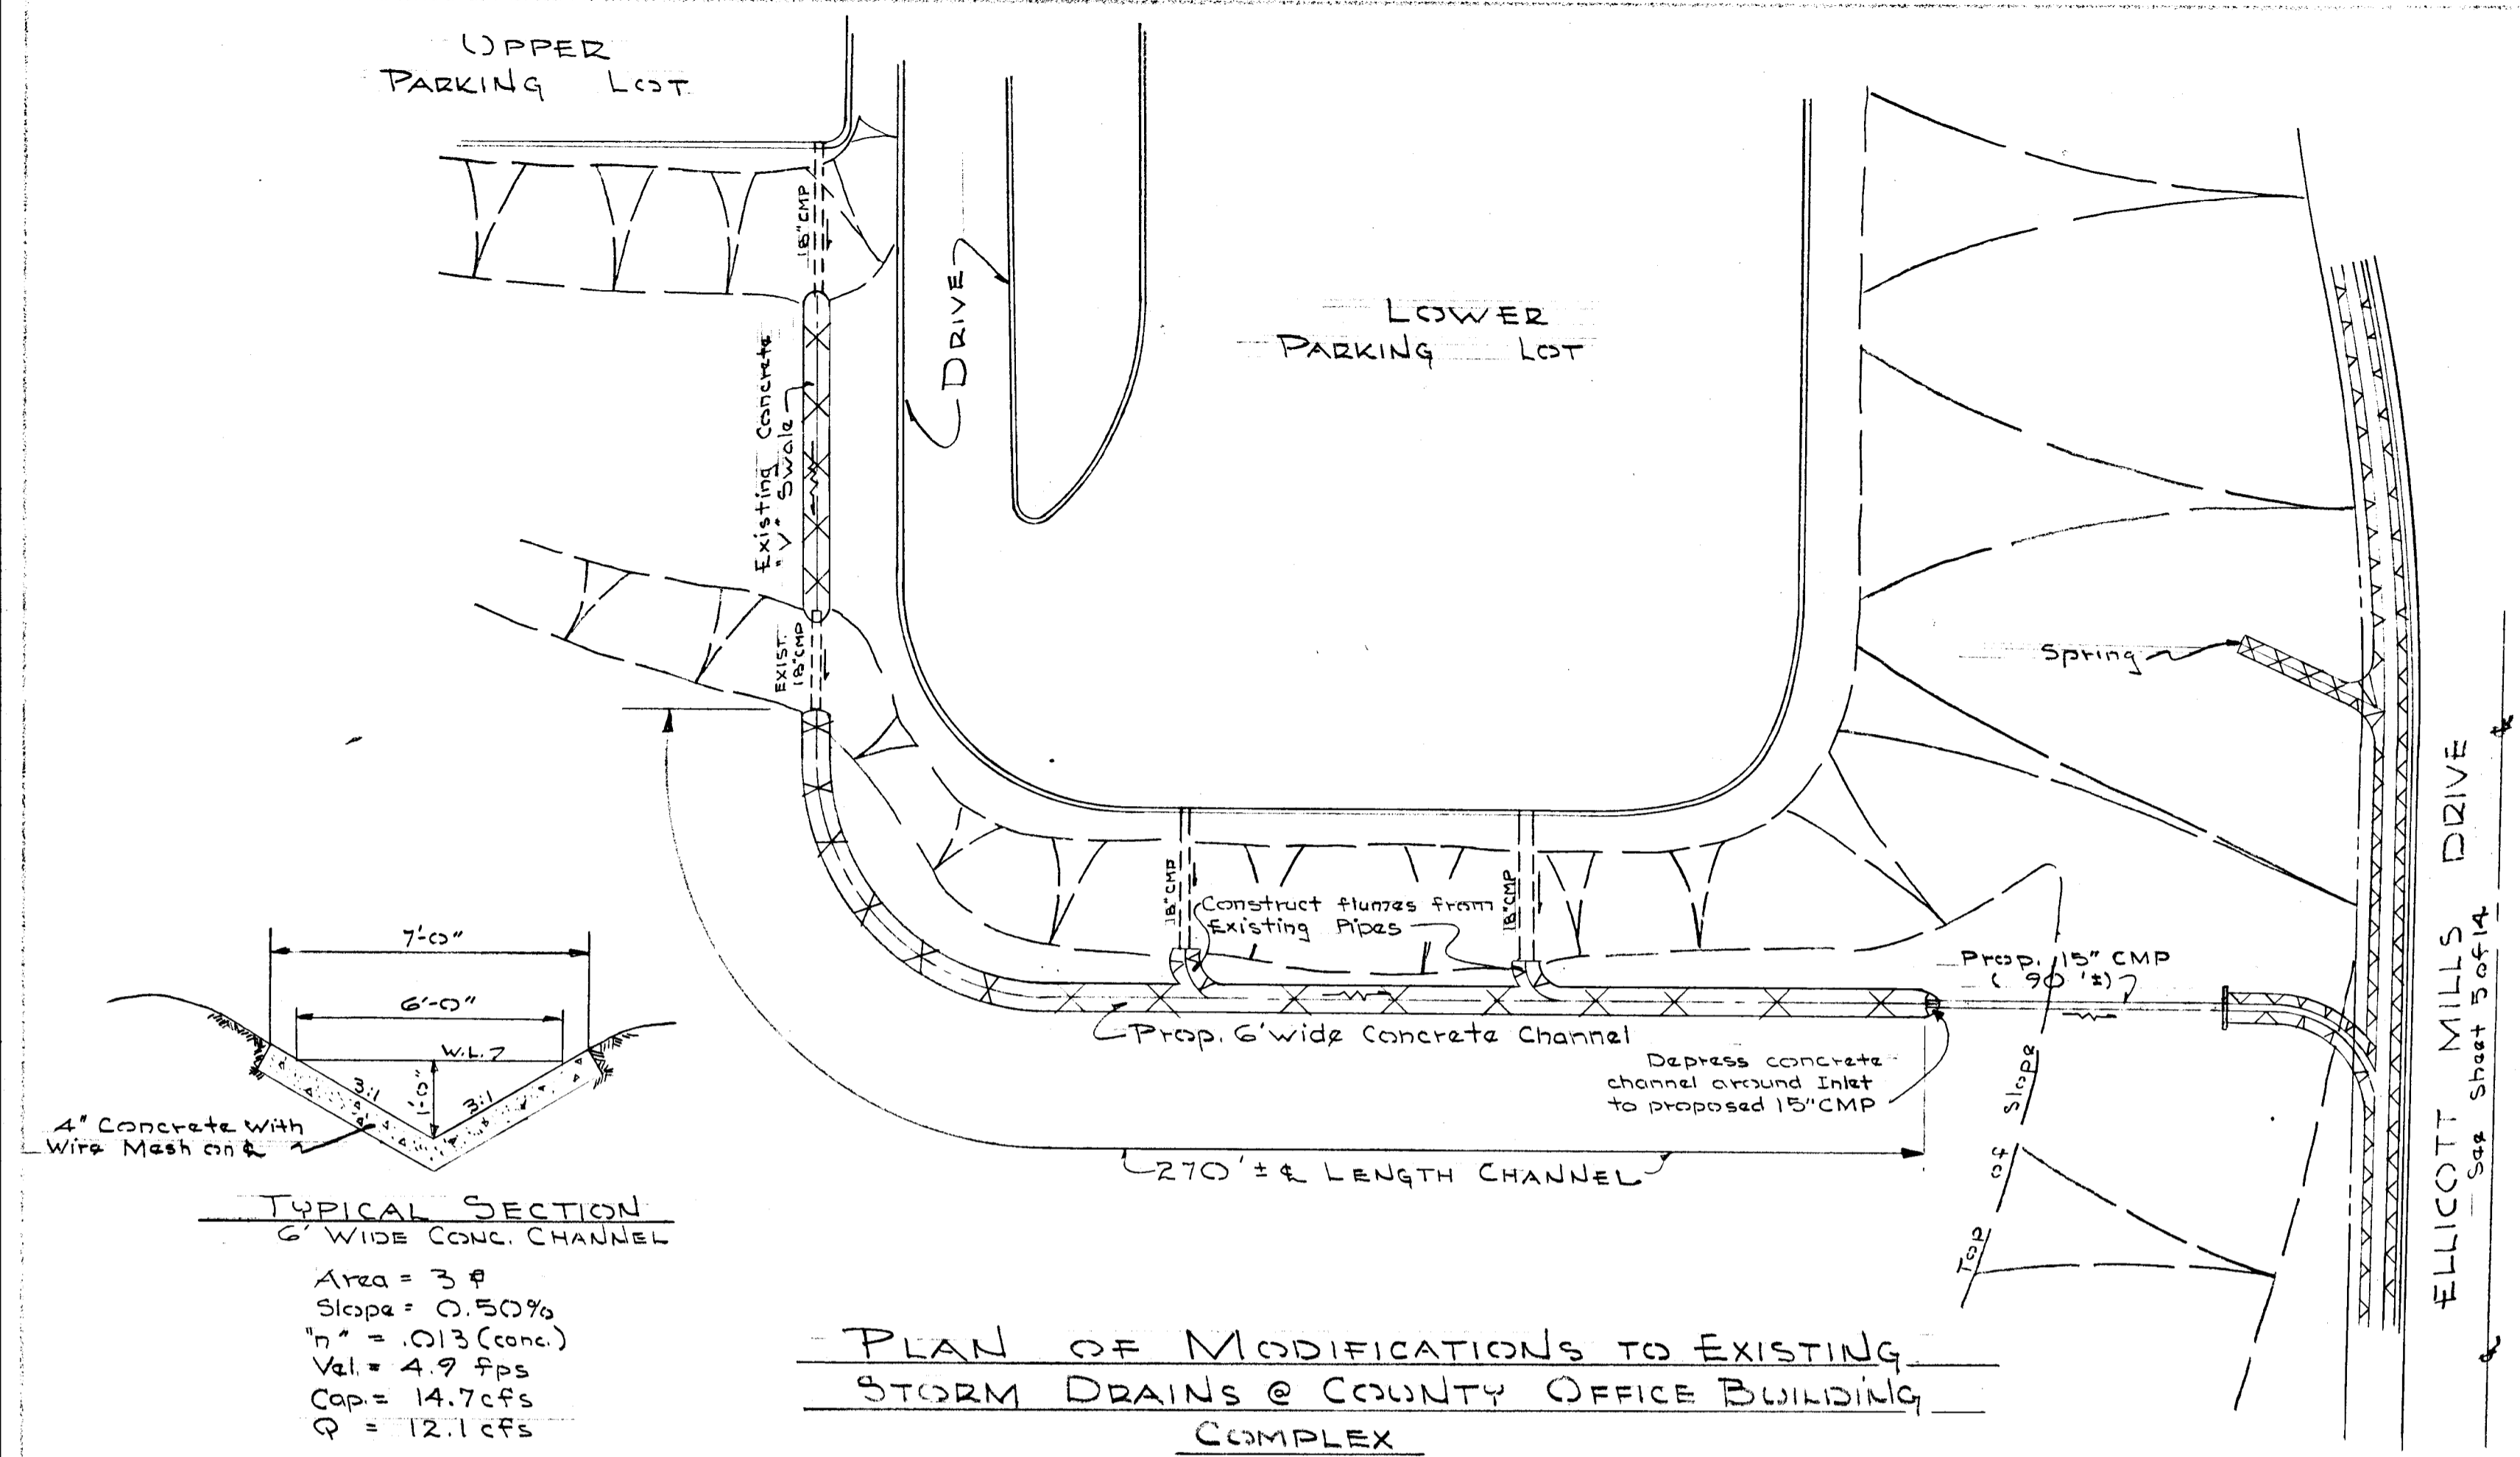 UPPER
PARKING LOT
18"CMP
DRIVE
LOWER
PARKING LOT
Existing Concrete
"V" Swale
EXIST.
18"CMP
Spring
18"CMP
Construct flumes from
Existing Pipes
18"CMP
Prop. 15" CMP
(90'±)
Prop. 6' wide Concrete Channel
Depress concrete
channel around Inlet
to proposed 15"CMP
270'± ℄ LENGTH CHANNEL
Top of Slope
ELLICOTT MILLS DRIVE
See Sheet 5 of 14
7'-0"
6'-0"
W.L.
3:1
1'-0"
3:1
4" Concrete With
Wire Mesh on ℄
TYPICAL SECTION
6' WIDE CONC. CHANNEL
Area = 3 ⏍
Slope = 0.50%
"n" = .013 (conc.)
Vel. = 4.9 fps
Cap. = 14.7 cfs
Q = 12.1 cfs
PLAN OF MODIFICATIONS TO EXISTING
STORM DRAINS @ COUNTY OFFICE BUILDING
COMPLEX